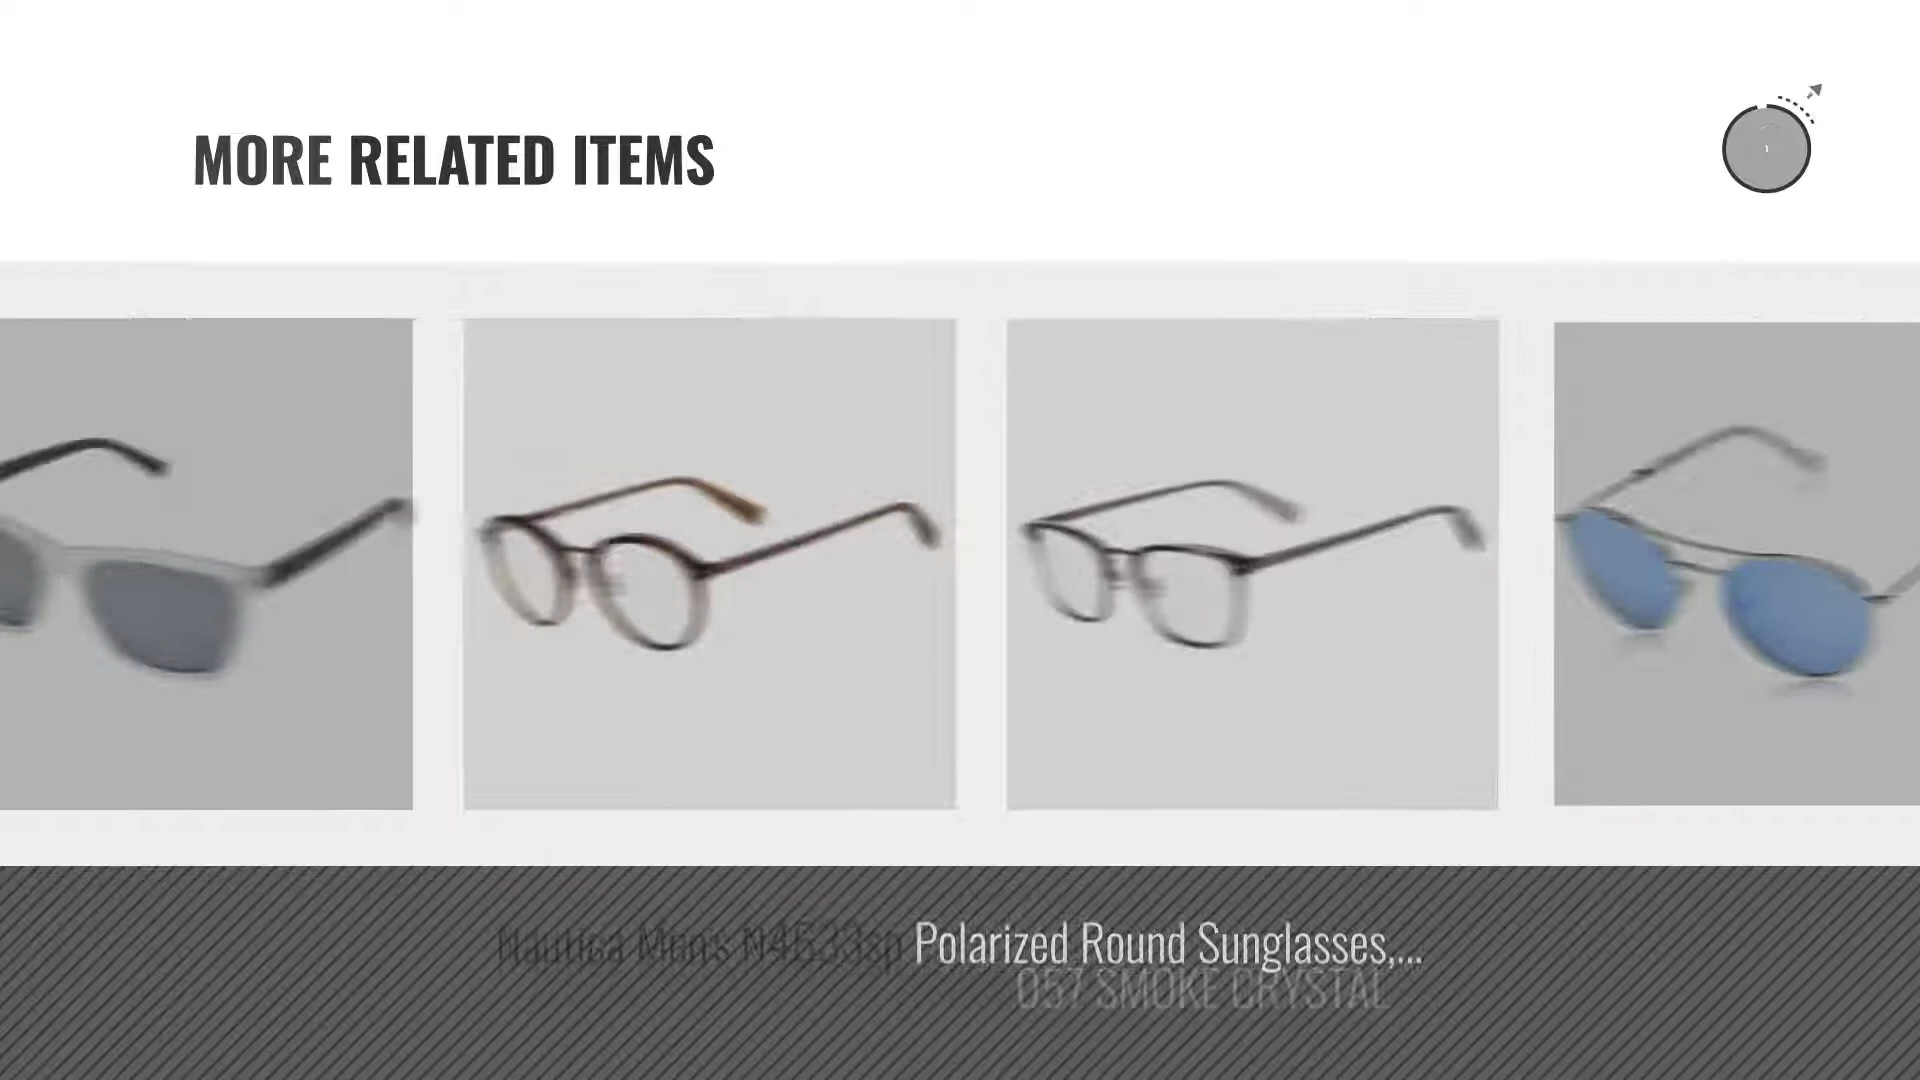 MORE RELATED ITEMS
Nautica Men's N4633sp Polarized Round Sunglasses,...
057 SMOKE CRYSTAL